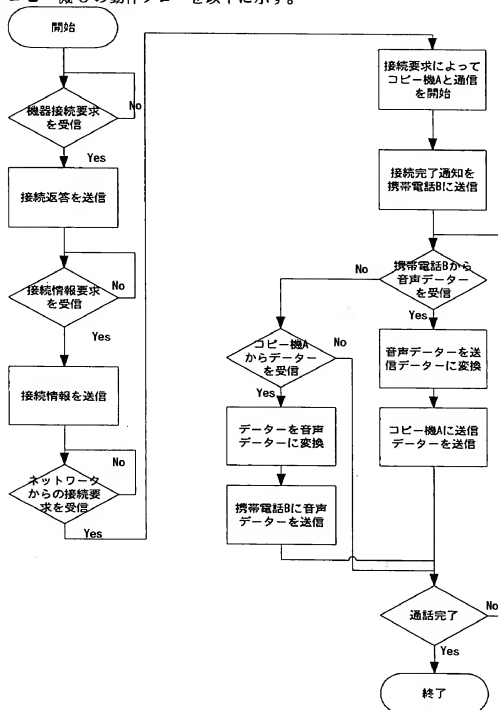 開始
機器接続要求
を受信
No
Yes
接続返答を送信
接続情報要求
を受信
No
Yes
接続情報を送信
ネットワーク
からの接続要
求を受信
No
Yes
接続要求によって
コピー機Aと通信
を開始
接続完了通知を
携帯電話Bに送信
携帯電話Bから
音声データー
を受信
No
Yes
コピー機A
からデーター
を受信
No
Yes
音声データーを送
信データーに変換
データーを音声
データーに変換
コピー機Aに送信
データーを送信
携帯電話Bに音声
データーを送信
通話完了
No
Yes
終了